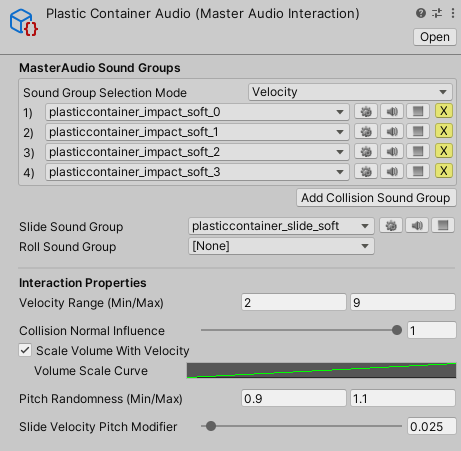 Plastic Container Audio (Master Audio Interaction)
Open
MasterAudio Sound Groups
Sound Group Selection Mode Velocity
1) plasticcontainer_impact_soft_0 X
2) plasticcontainer_impact_soft_1 X
3) plasticcontainer_impact_soft_2 X
4) plasticcontainer_impact_soft_3 X
Add Collision Sound Group
Slide Sound Group plasticcontainer_slide_soft
Roll Sound Group [None]
Interaction Properties
Velocity Range (Min/Max) 2 9
Collision Normal Influence 1
Scale Volume With Velocity
Volume Scale Curve
Pitch Randomness (Min/Max) 0.9 1.1
Slide Velocity Pitch Modifier 0.025